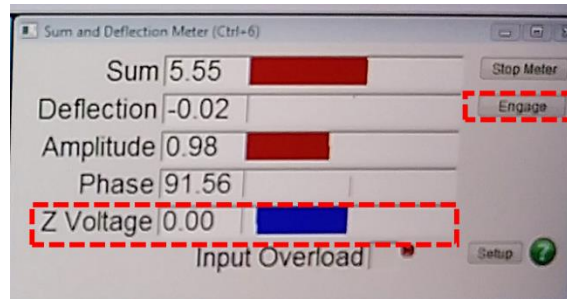 Sum and Deflection Meter (Ctrl+6)
Sum 5.55 Stop Meter
Deflection -0.02 Engage
Amplitude 0.98
Phase 91.56
Z Voltage 0.00
Input Overload Setup ?